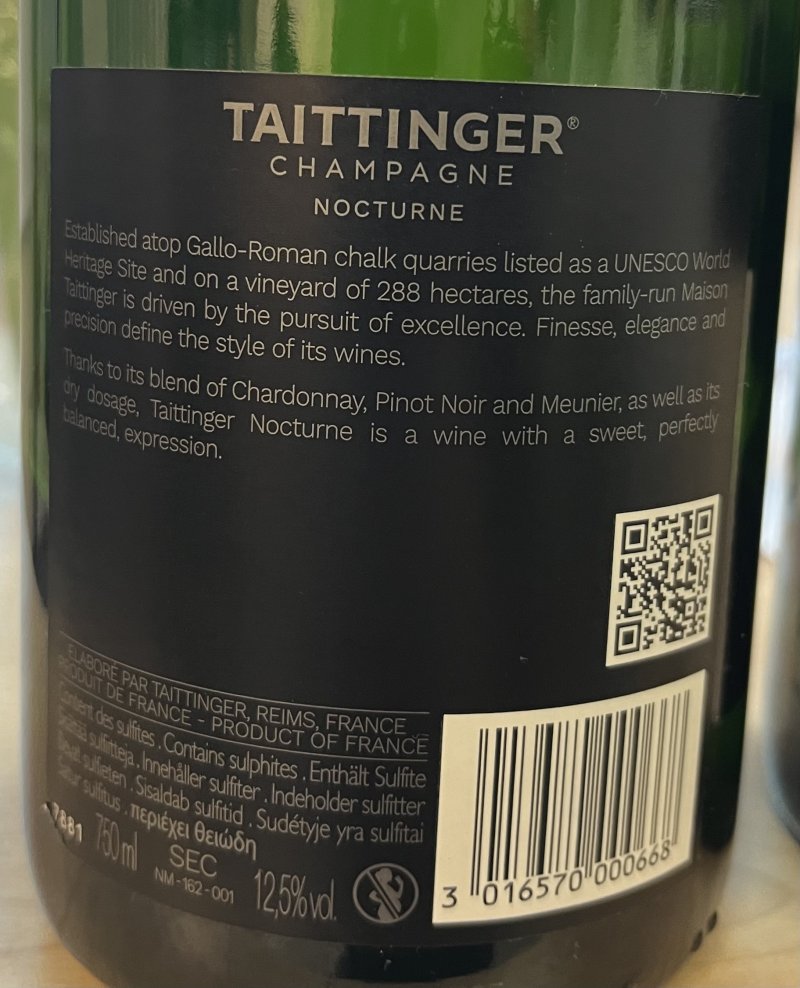 TAITTINGER®
CHAMPAGNE
NOCTURNE
Established atop Gallo-Roman chalk quarries listed as a UNESCO World
Heritage Site and on a vineyard of 288 hectares, the family-run Maison
Taittinger is driven by the pursuit of excellence. Finesse, elegance and
precision define the style of its wines.
Thanks to its blend of Chardonnay, Pinot Noir and Meunier, as well as its
dry dosage, Taittinger Nocturne is a wine with a sweet, perfectly
balanced, expression.
ELABORÉ PAR TAITTINGER, REIMS, FRANCE
PRODUIT DE FRANCE - PRODUCT OF FRANCE
Contient des sulfites . Contains sulphites . Enthält Sulfite
Sisältää sulfiitteja . Innehåller sulfiter . Indeholder sulfitter
Bevat sulfieten . Sisaldab sulfitid . Sudėtyje yra sulfitai
Satur sulfitus . περιέχει θειώδη
7881
750 ml
SEC
NM-162-001
12,5% vol.
3 016570 000668